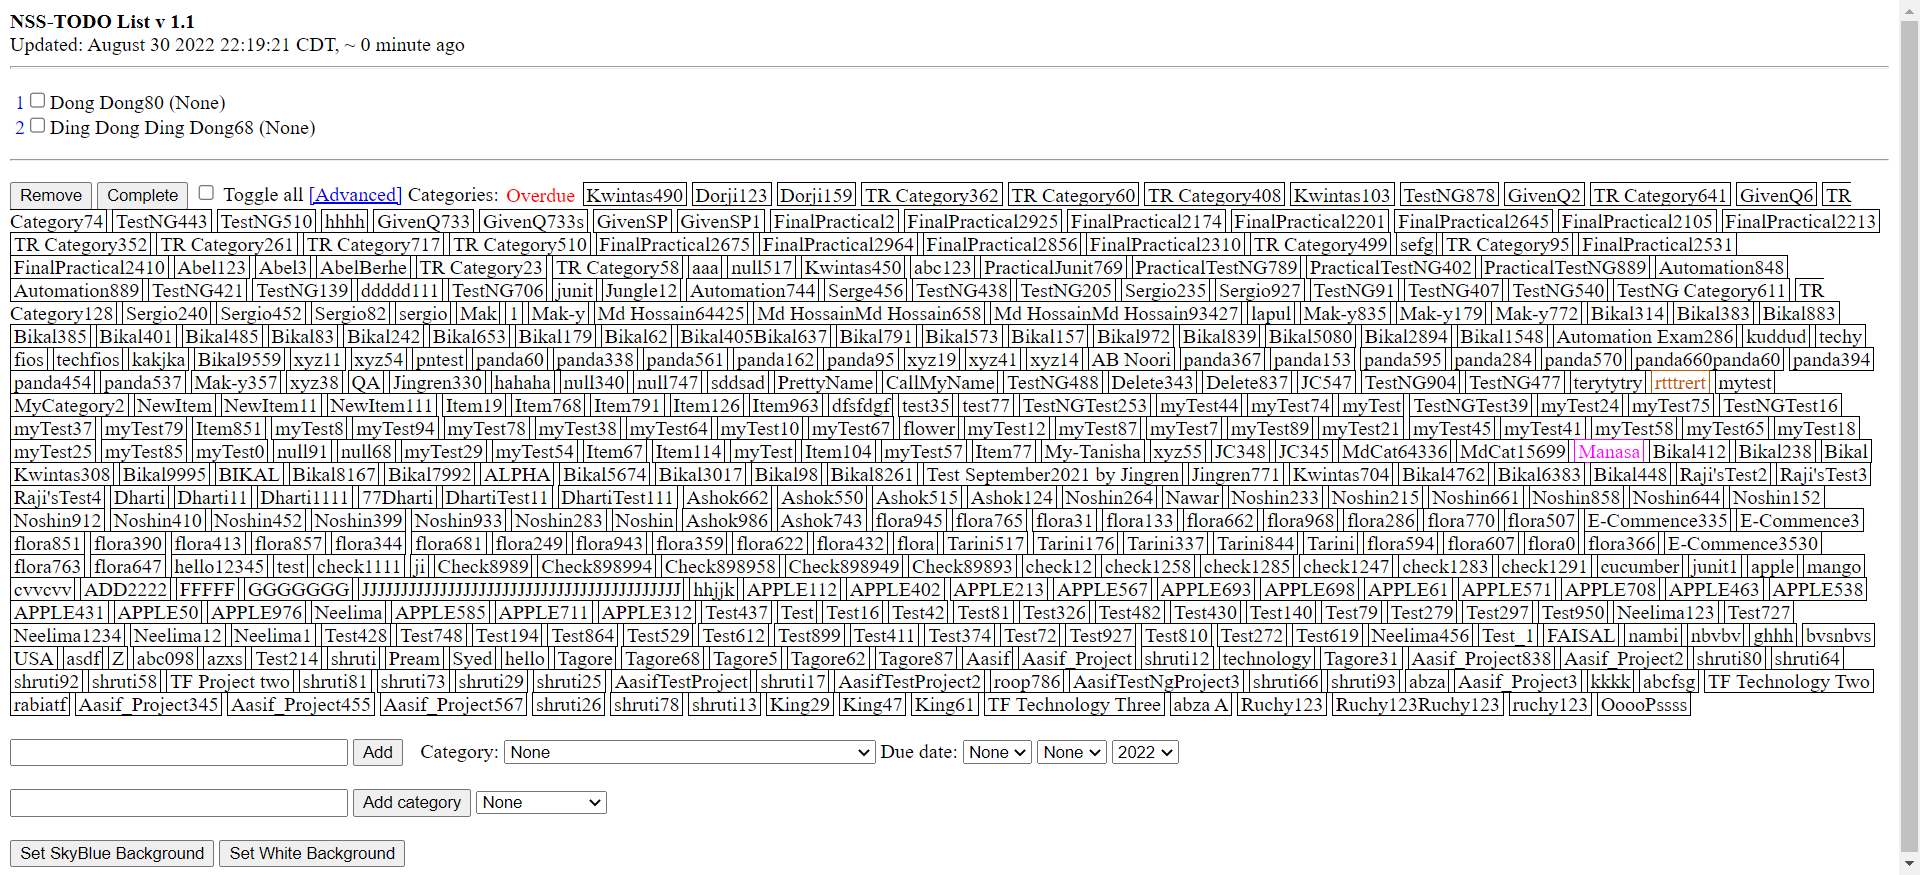 NSS-TODO List v 1.1
Updated: August 30 2022 22:19:21 CDT, ~ 0 minute ago
1 Dong Dong80 (None)
2 Ding Dong Ding Dong68 (None)
Remove Complete Toggle all [Advanced] Categories: Overdue Kwintas490 Dorji123 Dorji159 TR Category362 TR Category60 TR Category408 Kwintas103 TestNG878 GivenQ2 TR Category641 GivenQ6 TR
Category74 TestNG443 TestNG510 hhhh GivenQ733 GivenQ733s GivenSP GivenSP1 FinalPractical2 FinalPractical2925 FinalPractical2174 FinalPractical2201 FinalPractical2645 FinalPractical2105 FinalPractical2213
TR Category352 TR Category261 TR Category717 TR Category510 FinalPractical2675 FinalPractical2964 FinalPractical2856 FinalPractical2310 TR Category499 sefg TR Category95 FinalPractical2531
FinalPractical2410 Abel123 Abel3 AbelBerhe TR Category23 TR Category58 aaa null517 Kwintas450 abc123 PracticalJunit769 PracticalTestNG789 PracticalTestNG402 PracticalTestNG889 Automation848
Automation889 TestNG421 TestNG139 ddddd111 TestNG706 junit Jungle12 Automation744 Serge456 TestNG438 TestNG205 Sergio235 Sergio927 TestNG91 TestNG407 TestNG540 TestNG Category611 TR
Category128 Sergio240 Sergio452 Sergio82 sergio Mak 1 Mak-y Md Hossain64425 Md HossainMd Hossain658 Md HossainMd Hossain93427 lapul Mak-y835 Mak-y179 Mak-y772 Bikal314 Bikal383 Bikal883
Bikal385 Bikal401 Bikal485 Bikal83 Bikal242 Bikal653 Bikal179 Bikal62 Bikal405Bikal637 Bikal791 Bikal573 Bikal157 Bikal972 Bikal839 Bikal5080 Bikal2894 Bikal1548 Automation Exam286 kuddud techy
fios techfios kakjka Bikal9559 xyz11 xyz54 pntest panda60 panda338 panda561 panda162 panda95 xyz19 xyz41 xyz14 AB Noori panda367 panda153 panda595 panda284 panda570 panda660panda60 panda394
panda454 panda537 Mak-y357 xyz38 QA Jingren330 hahaha null340 null747 sddsad PrettyName CallMyName TestNG488 Delete343 Delete837 JC547 TestNG904 TestNG477 terytytry rtttrert mytest
MyCategory2 NewItem NewItem11 NewItem111 Item19 Item768 Item791 Item126 Item963 dfsfdgf test35 test77 TestNGTest253 myTest44 myTest74 myTest TestNGTest39 myTest24 myTest75 TestNGTest16
myTest37 myTest79 Item851 myTest8 myTest94 myTest78 myTest38 myTest64 myTest10 myTest67 flower myTest12 myTest87 myTest7 myTest89 myTest21 myTest45 myTest41 myTest58 myTest65 myTest18
myTest25 myTest85 myTest0 null91 null68 myTest29 myTest54 Item67 Item114 myTest Item104 myTest57 Item77 My-Tanisha xyz55 JC348 JC345 MdCat64336 MdCat15699 Manasa Bikal412 Bikal238 Bikal
Kwintas308 Bikal9995 BIKAL Bikal8167 Bikal7992 ALPHA Bikal5674 Bikal3017 Bikal98 Bikal8261 Test September2021 by Jingren Jingren771 Kwintas704 Bikal4762 Bikal6383 Bikal448 Raji'sTest2 Raji'sTest3
Raji'sTest4 Dharti Dharti11 Dharti1111 77Dharti DhartiTest11 DhartiTest111 Ashok662 Ashok550 Ashok515 Ashok124 Noshin264 Nawar Noshin233 Noshin215 Noshin661 Noshin858 Noshin644 Noshin152
Noshin912 Noshin410 Noshin452 Noshin399 Noshin933 Noshin283 Noshin Ashok986 Ashok743 flora945 flora765 flora31 flora133 flora662 flora968 flora286 flora770 flora507 E-Commence335 E-Commence3
flora851 flora390 flora413 flora857 flora344 flora681 flora249 flora943 flora359 flora622 flora432 flora Tarini517 Tarini176 Tarini337 Tarini844 Tarini flora594 flora607 flora0 flora366 E-Commence3530
flora763 flora647 hello12345 test check1111 ji Check8989 Check898994 Check898958 Check898949 Check89893 check12 check1258 check1285 check1247 check1283 check1291 cucumber junit1 apple mango
cvvcvv ADD2222 FFFFF GGGGGGG JJJJJJJJJJJJJJJJJJJJJJJJJJJJJJJJJJJJJ hhjjk APPLE112 APPLE402 APPLE213 APPLE567 APPLE693 APPLE698 APPLE61 APPLE571 APPLE708 APPLE463 APPLE538
APPLE431 APPLE50 APPLE976 Neelima APPLE585 APPLE711 APPLE312 Test437 Test Test16 Test42 Test81 Test326 Test482 Test430 Test140 Test79 Test279 Test297 Test950 Neelima123 Test727
Neelima1234 Neelima12 Neelima1 Test428 Test748 Test194 Test864 Test529 Test612 Test899 Test411 Test374 Test72 Test927 Test810 Test272 Test619 Neelima456 Test_1 FAISAL nambi nbvbv ghhh bvsnbvs
USA asdf Z abc098 azxs Test214 shruti Pream Syed hello Tagore Tagore68 Tagore5 Tagore62 Tagore87 Aasif Aasif_Project shruti12 technology Tagore31 Aasif_Project838 Aasif_Project2 shruti80 shruti64
shruti92 shruti58 TF Project two shruti81 shruti73 shruti29 shruti25 AasifTestProject shruti17 AasifTestProject2 roop786 AasifTestNgProject3 shruti66 shruti93 abza Aasif_Project3 kkkk abcfsg TF Technology Two
rabiatf Aasif_Project345 Aasif_Project455 Aasif_Project567 shruti26 shruti78 shruti13 King29 King47 King61 TF Technology Three abza A Ruchy123 Ruchy123Ruchy123 ruchy123 OoooPssss
Add Category: None Due date: None None 2022
Add category None
Set SkyBlue Background Set White Background